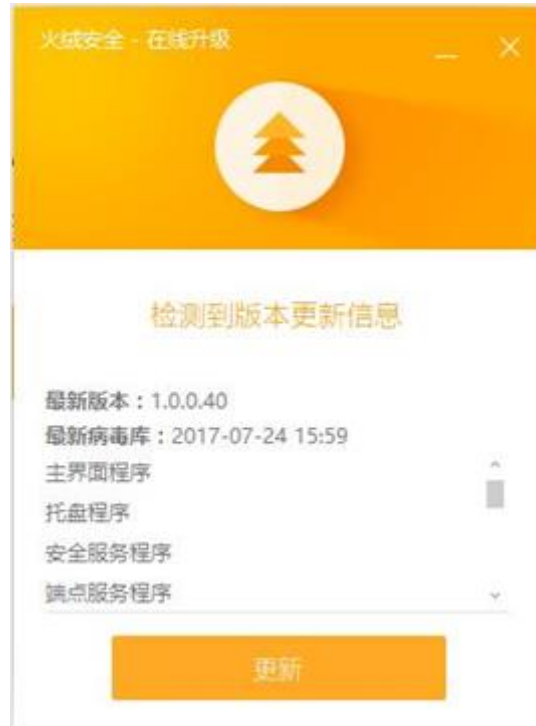 火绒安全 - 在线升级
检测到版本更新信息
最新版本：1.0.0.40
最新病毒库：2017-07-24 15:59
主界面程序
托盘程序
安全服务程序
端点服务程序
更新